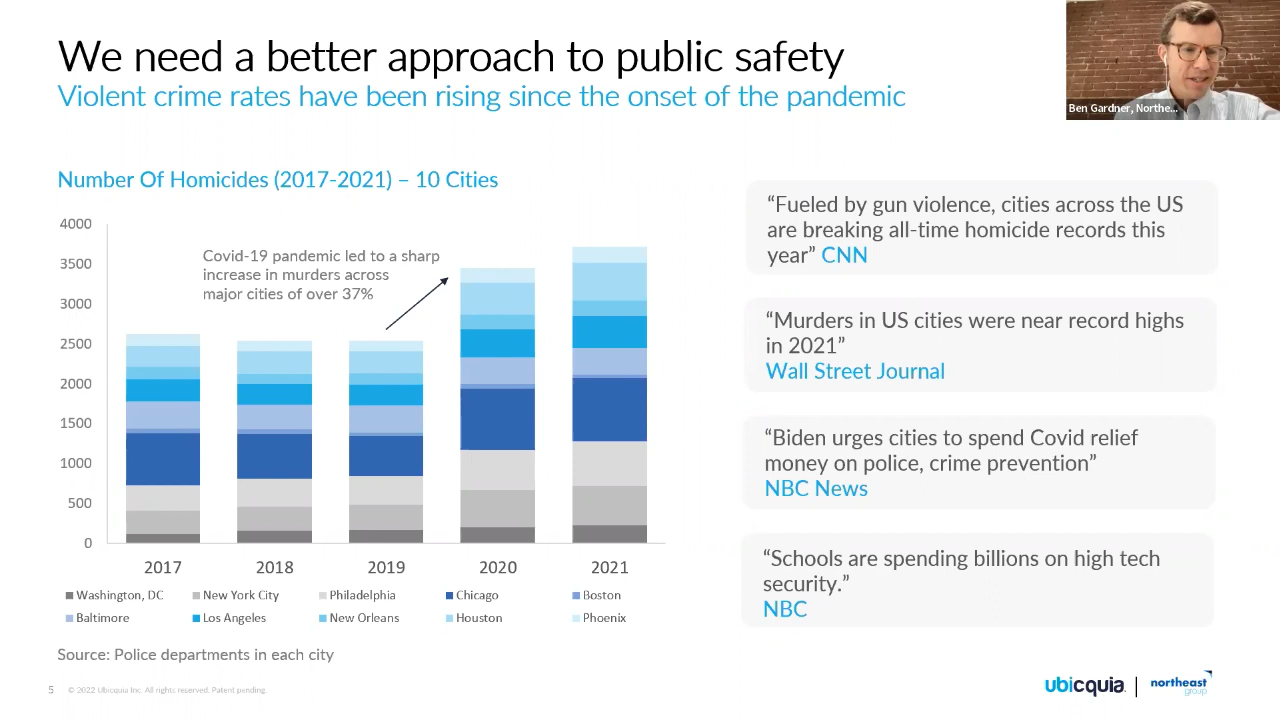 We need a better approach to public safety
Violent crime rates have been rising since the onset of the pandemic
Ben Gardner, Northe...
Number Of Homicides (2017-2021) – 10 Cities
4000
3500
3000
2500
2000
1500
1000
500
0
Covid-19 pandemic led to a sharp
increase in murders across
major cities of over 37%
2017 2018 2019 2020 2021
Washington, DC New York City Philadelphia Chicago Boston
Baltimore Los Angeles New Orleans Houston Phoenix
Source: Police departments in each city
“Fueled by gun violence, cities across the US
are breaking all-time homicide records this
year” CNN
“Murders in US cities were near record highs
in 2021”
Wall Street Journal
“Biden urges cities to spend Covid relief
money on police, crime prevention”
NBC News
“Schools are spending billions on high tech
security.”
NBC
5 © 2022 Ubicquia Inc. All rights reserved. Patent pending.
ubicquia
northeast
group